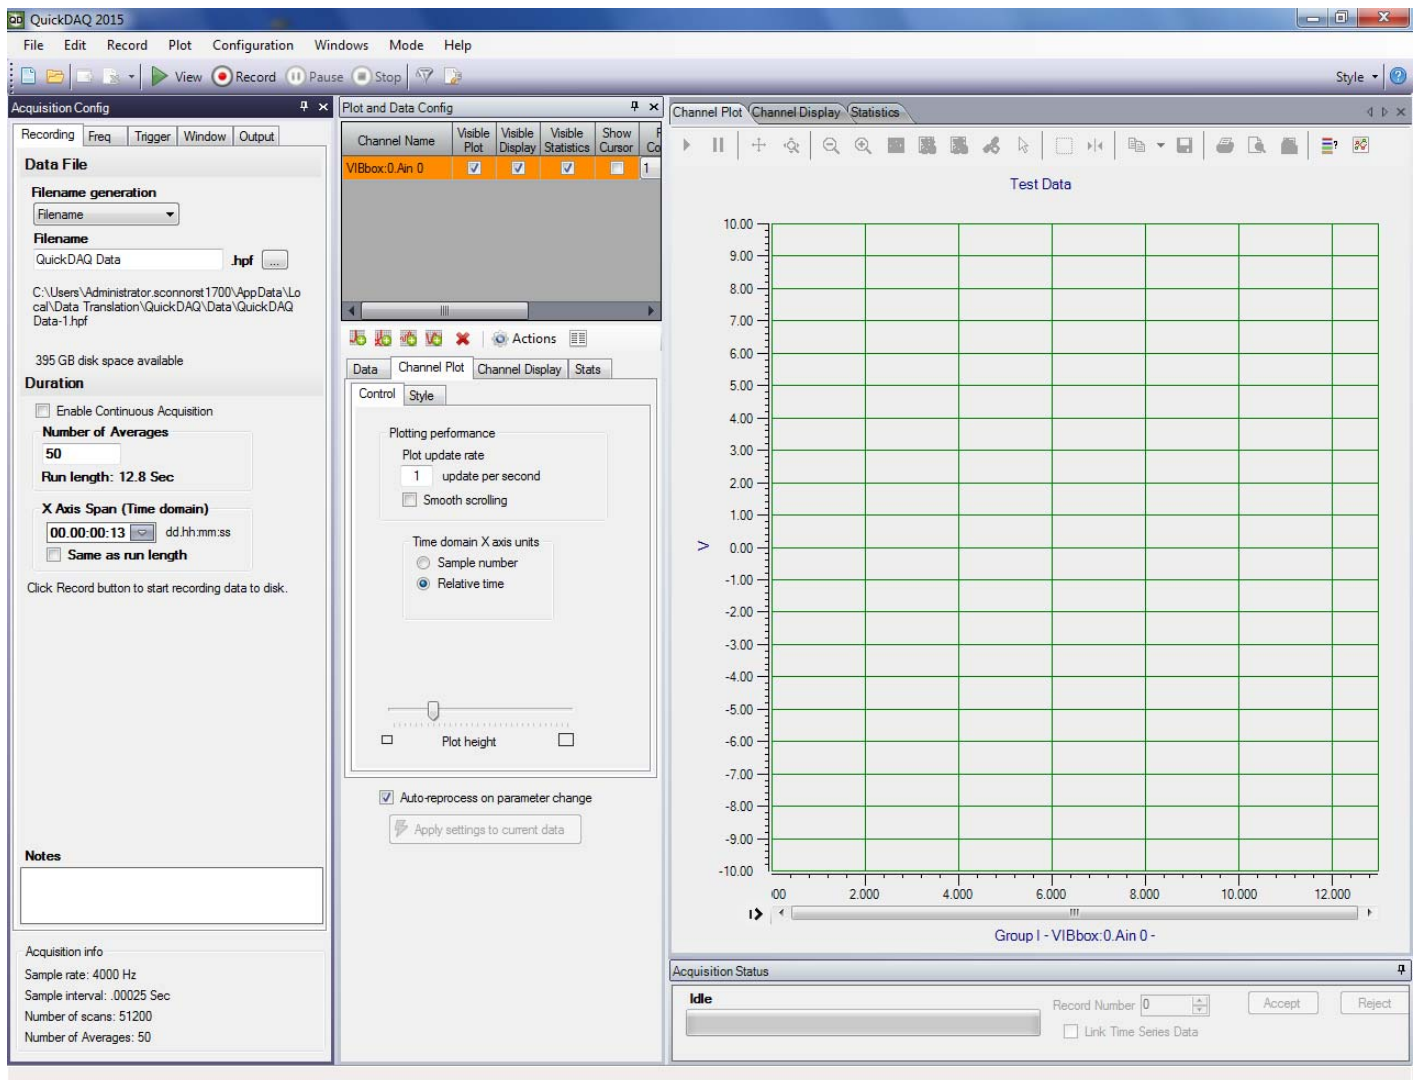 QuickDAQ 2015
File Edit Record Plot Configuration Windows Mode Help
View Record Pause Stop Style
Acquisition Config
Recording Freq Trigger Window Output
Data File
Filename generation
Filename
Filename
QuickDAQ Data .hpf ...
C:\Users\Administrator.sconnorst1700\AppData\Lo
cal\Data Translation\QuickDAQ\Data\QuickDAQ
Data-1.hpf
395 GB disk space available
Duration
Enable Continuous Acquisition
Number of Averages
50
Run length: 12.8 Sec
X Axis Span (Time domain)
00.00:00:13 dd.hh:mm:ss
Same as run length
Click Record button to start recording data to disk.
Notes
Acquisition info
Sample rate: 4000 Hz
Sample interval: .00025 Sec
Number of scans: 51200
Number of Averages: 50
Plot and Data Config
Channel Name Visible Plot Visible Display Visible Statistics Show Cursor
VIBbox:0.Ain 0 1
Actions
Data Channel Plot Channel Display Stats
Control Style
Plotting performance
Plot update rate
1 update per second
Smooth scrolling
Time domain X axis units
Sample number
Relative time
Plot height
Auto-reprocess on parameter change
Apply settings to current data
Channel Plot Channel Display Statistics
Test Data
10.00
9.00
8.00
7.00
6.00
5.00
4.00
3.00
2.00
1.00
V
0.00
-1.00
-2.00
-3.00
-4.00
-5.00
-6.00
-7.00
-8.00
-9.00
-10.00
00 2.000 4.000 6.000 8.000 10.000 12.000
Group I - VIBbox:0.Ain 0 -
Acquisition Status
Idle
Record Number 0 Accept Reject
Link Time Series Data